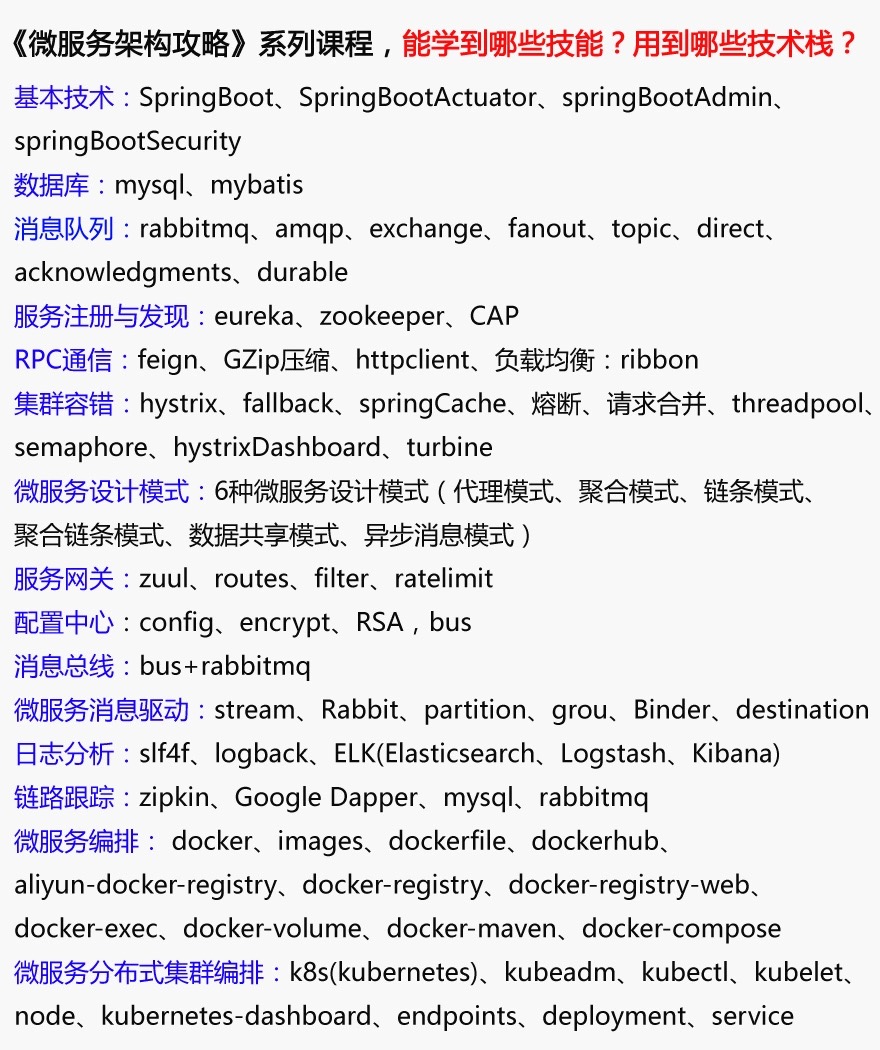 《微服务架构攻略》系列课程，能学到哪些技能？用到哪些技术栈？
基本技术：SpringBoot、SpringBootActuator、springBootAdmin、
springBootSecurity
数据库：mysql、mybatis
消息队列：rabbitmq、amqp、exchange、fanout、topic、direct、
acknowledgments、durable
服务注册与发现：eureka、zookeeper、CAP
RPC通信：feign、GZip压缩、httpclient、负载均衡：ribbon
集群容错：hystrix、fallback、springCache、熔断、请求合并、threadpool、
semaphore、hystrixDashboard、turbine
微服务设计模式：6种微服务设计模式（代理模式、聚合模式、链条模式、
聚合链条模式、数据共享模式、异步消息模式）
服务网关：zuul、routes、filter、ratelimit
配置中心：config、encrypt、RSA，bus
消息总线：bus+rabbitmq
微服务消息驱动：stream、Rabbit、partition、grou、Binder、destination
日志分析：slf4f、logback、ELK(Elasticsearch、Logstash、Kibana)
链路跟踪：zipkin、Google Dapper、mysql、rabbitmq
微服务编排： docker、images、dockerfile、dockerhub、
aliyun-docker-registry、docker-registry、docker-registry-web、
docker-exec、docker-volume、docker-maven、docker-compose
微服务分布式集群编排：k8s(kubernetes)、kubeadm、kubectl、kubelet、
node、kubernetes-dashboard、endpoints、deployment、service